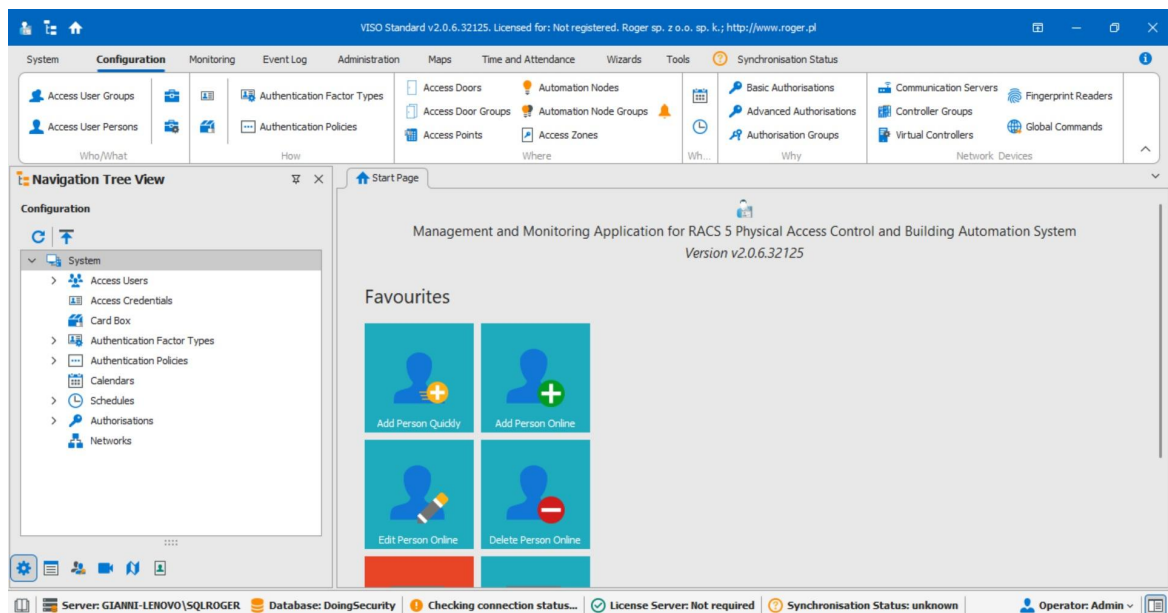 VISO Standard v2.0.6.32125. Licensed for: Not registered. Roger sp. z o.o. sp. k.; http://www.roger.pl
System Configuration Monitoring Event Log Administration Maps Time and Attendance Wizards Tools Synchronisation Status
Access User Groups
Access User Persons
Who/What
Authentication Factor Types
Authentication Policies
How
Access Doors
Access Door Groups
Access Points
Automation Nodes
Automation Node Groups
Access Zones
Where
Wh...
Basic Authorisations
Advanced Authorisations
Authorisation Groups
Why
Communication Servers
Controller Groups
Virtual Controllers
Fingerprint Readers
Global Commands
Network Devices
Navigation Tree View
Configuration
System
Access Users
Access Credentials
Card Box
Authentication Factor Types
Authentication Policies
Calendars
Schedules
Authorisations
Networks
Start Page
Management and Monitoring Application for RACS 5 Physical Access Control and Building Automation System
Version v2.0.6.32125
Favourites
Add Person Quickly
Add Person Online
Edit Person Online
Delete Person Online
Server: GIANNI-LENOVO\SQLROGER Database: DoingSecurity Checking connection status... License Server: Not required Synchronisation Status: unknown Operator: Admin